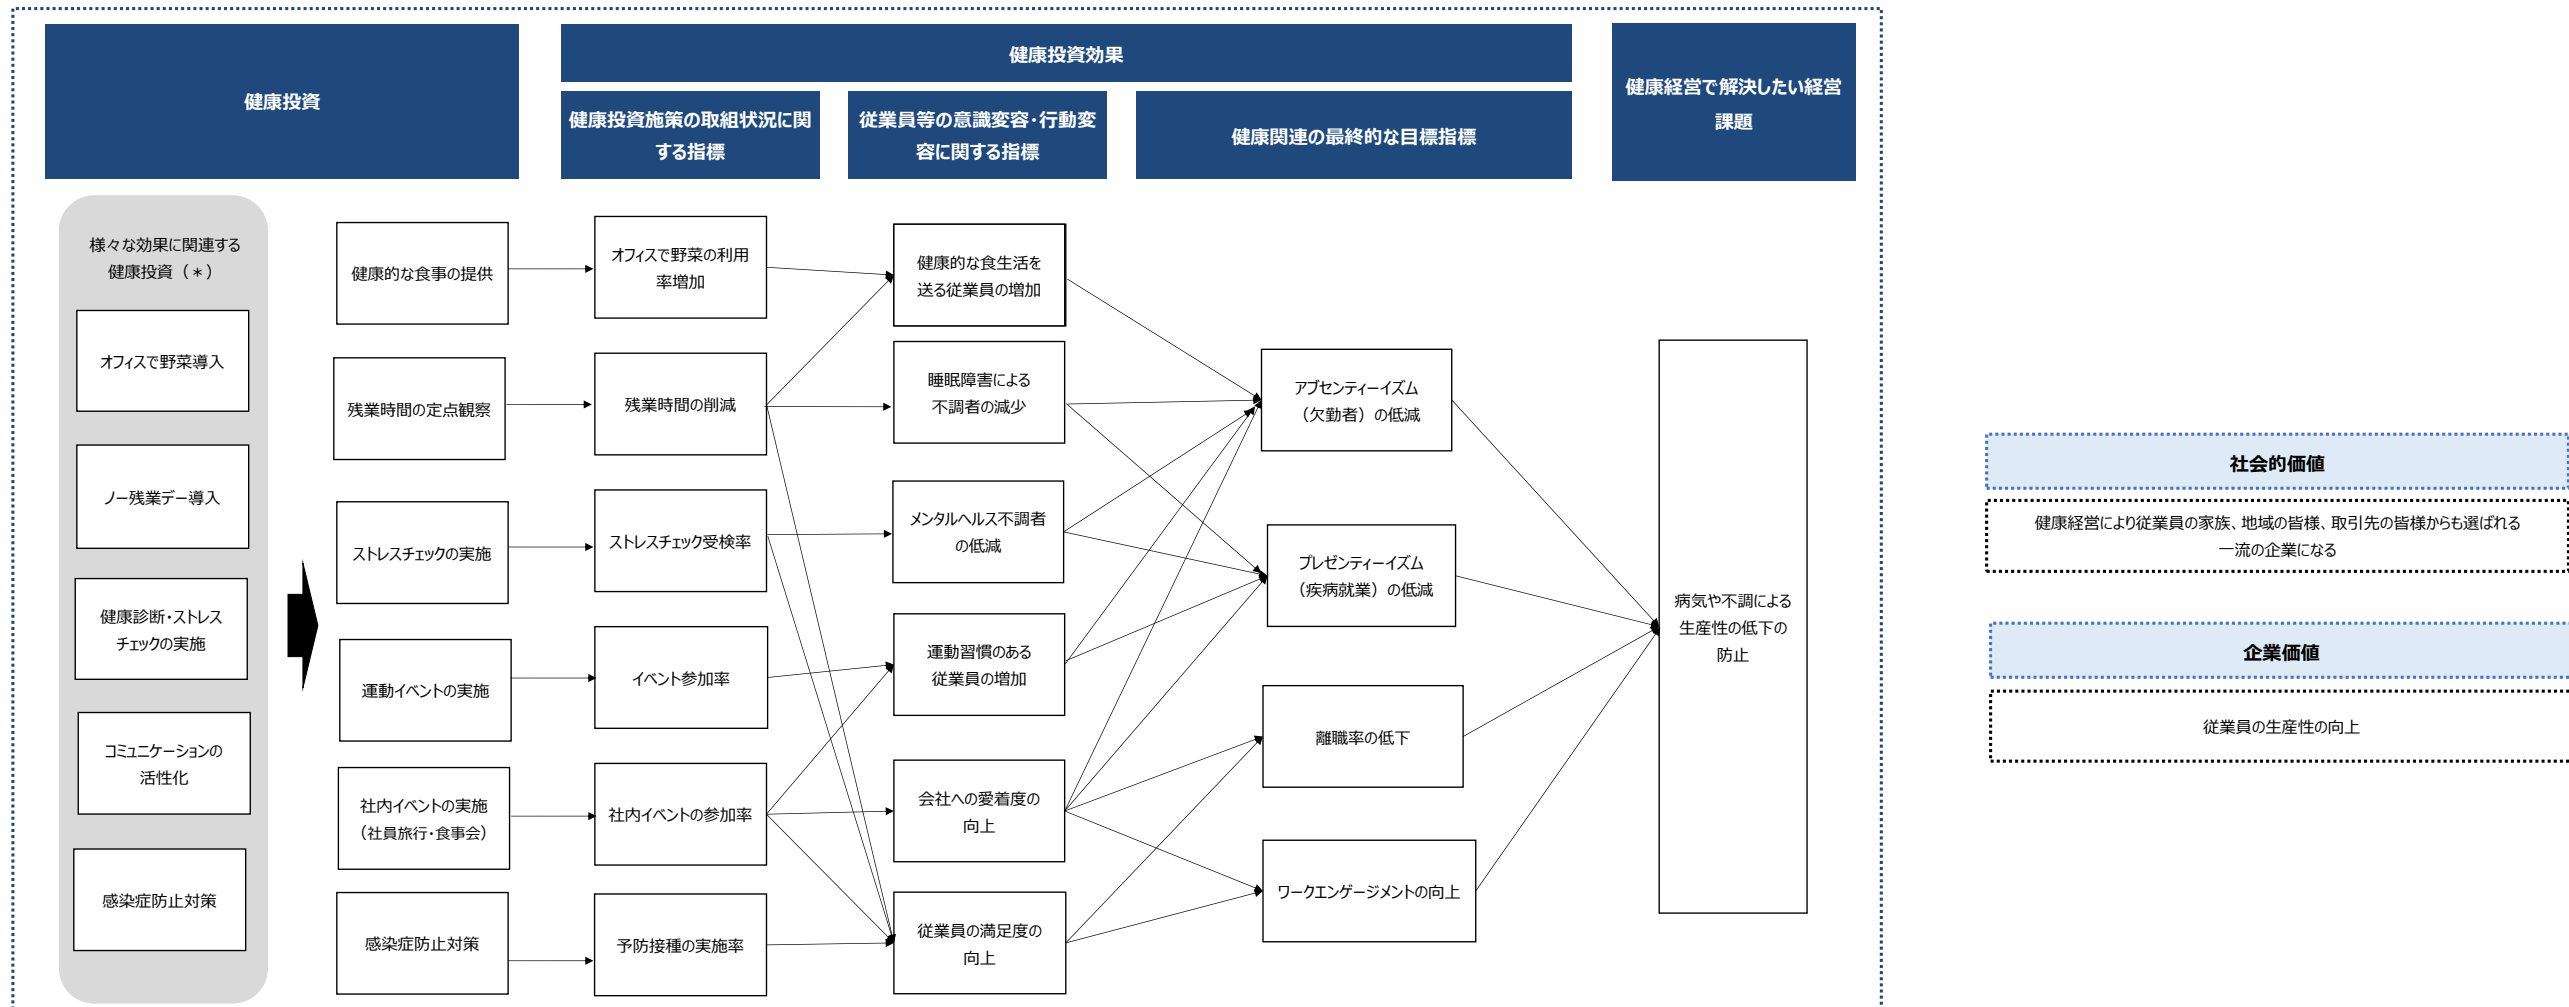 健康投資
健康投資効果
健康投資施策の取組状況に関
する指標
従業員等の意識変容・行動変
容に関する指標
健康関連の最終的な目標指標
健康経営で解決したい経営
課題
様々な効果に関連する
健康投資（＊）
オフィスで野菜導入
ノー残業デー導入
健康診断・ストレス
チェックの実施
コミュニケーションの
活性化
感染症防止対策
健康的な食事の提供
残業時間の定点観察
ストレスチェックの実施
運動イベントの実施
社内イベントの実施
（社員旅行・食事会）
感染症防止対策
オフィスで野菜の利用
率増加
残業時間の削減
ストレスチェック受検率
イベント参加率
社内イベントの参加率
予防接種の実施率
健康的な食生活を
送る従業員の増加
睡眠障害による
不調者の減少
メンタルヘルス不調者
の低減
運動習慣のある
従業員の増加
会社への愛着度の
向上
従業員の満足度の
向上
アブセンティーイズム
（欠勤者）の低減
プレゼンティーイズム
（疾病就業）の低減
離職率の低下
ワークエンゲージメントの向上
病気や不調による
生産性の低下の
防止
社会的価値
健康経営により従業員の家族、地域の皆様、取引先の皆様からも選ばれる
一流の企業になる
企業価値
従業員の生産性の向上